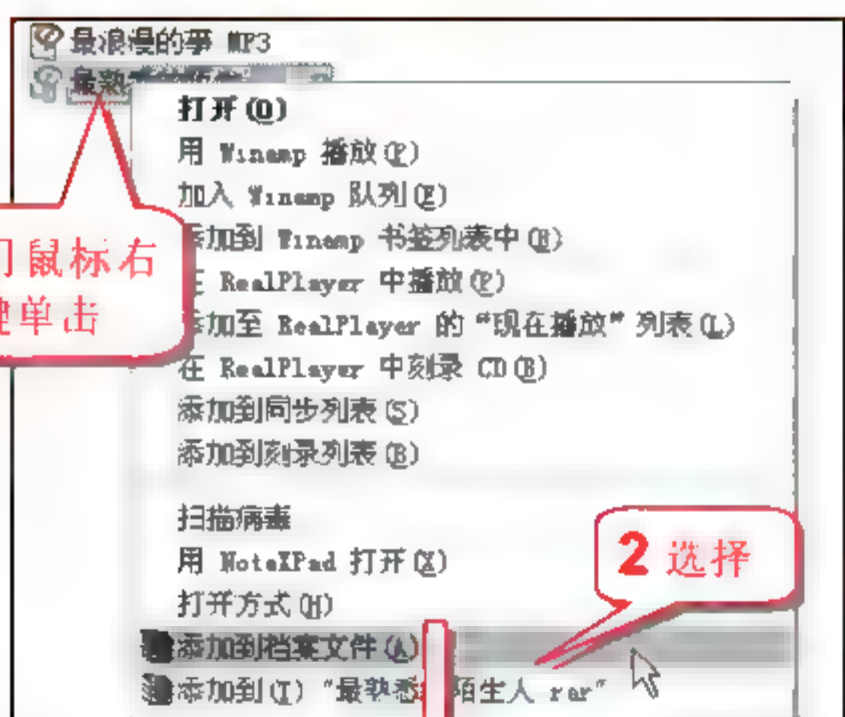 最浪漫的事 MP3
最熟
打开(O)
用 Winamp 播放(P)
加入 Winamp 队列(E)
添加到 Winamp 书签列表中(B)
在 RealPlayer 中播放(P)
添加至 RealPlayer 的“现在播放”列表(L)
在 RealPlayer 中刻录 CD(B)
鼠标右
键单击
添加到同步列表(S)
添加到刻录列表(B)
扫描病毒
用 NoteXPad 打开(X)
打开方式(H)
2 选择
添加到档案文件(A)
添加到(T) “最熟悉 陌生人 rar”